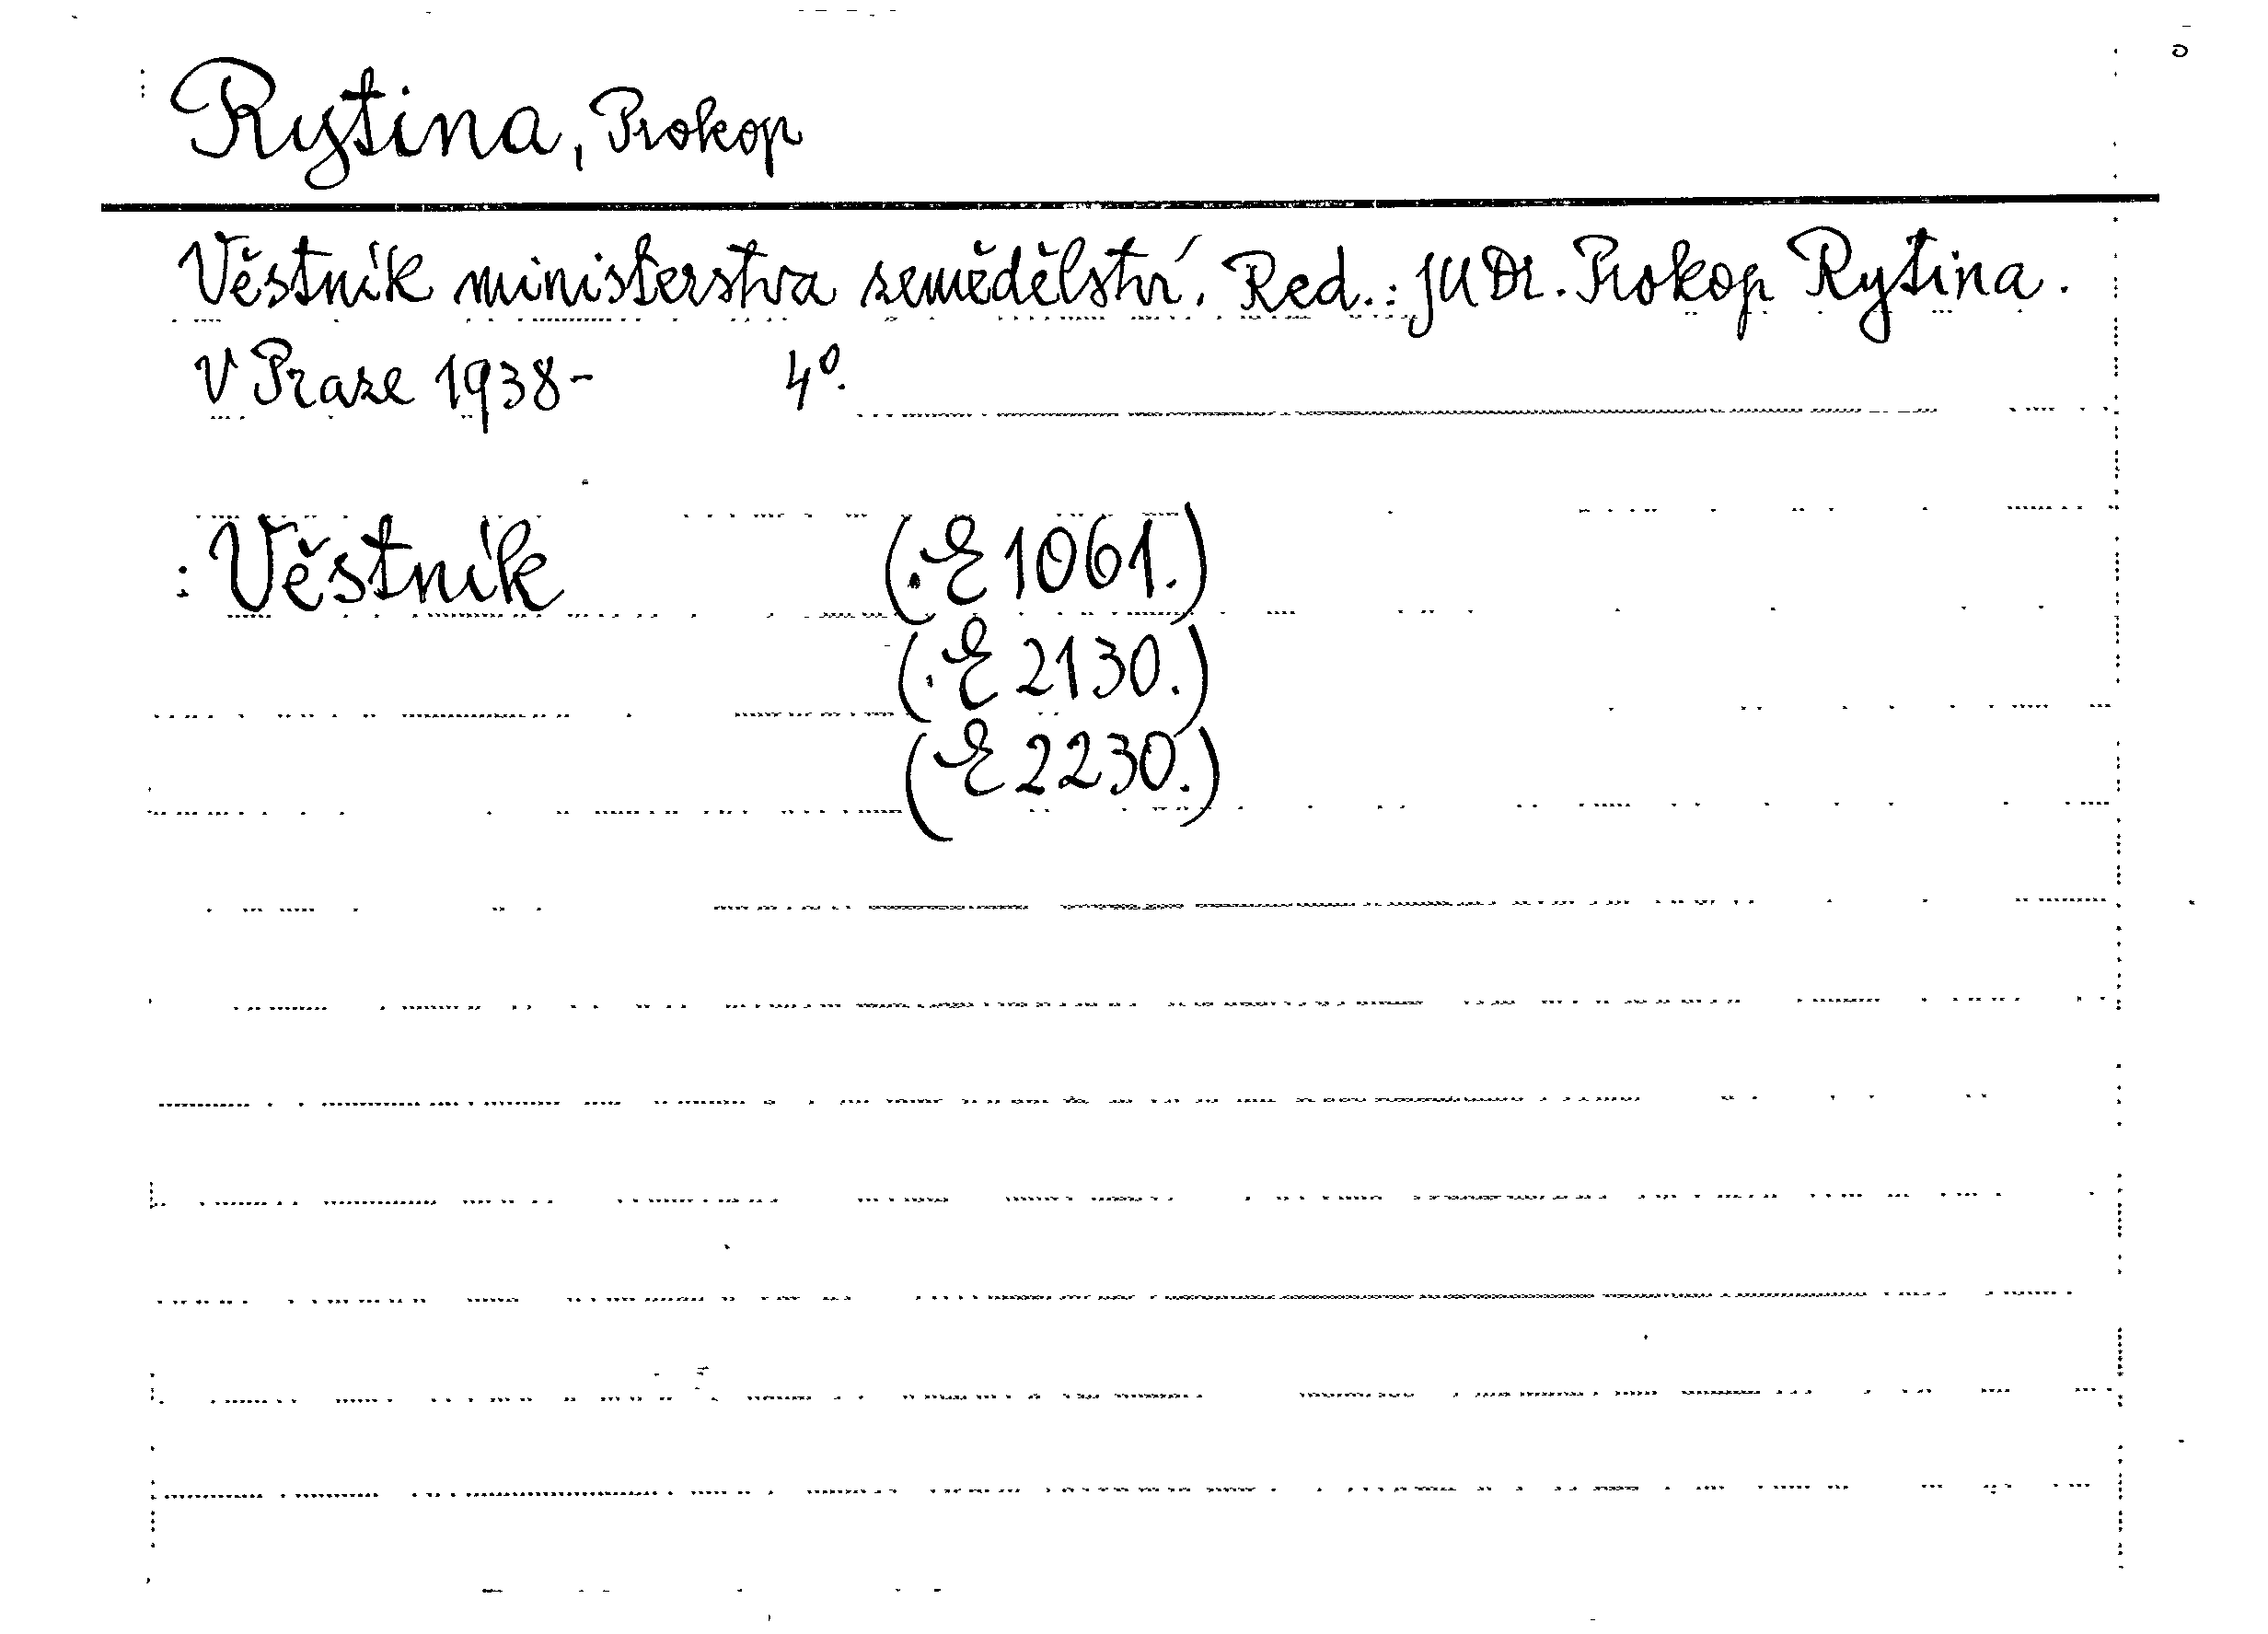 Rytina, Prokop
Věstník ministerstva zemědělství. Red.: JUDr. Prokop Rytina.
V Praze 1938- 4°.
: Věstník (.E 1061.)
(.E 2130.)
(E 2230.)